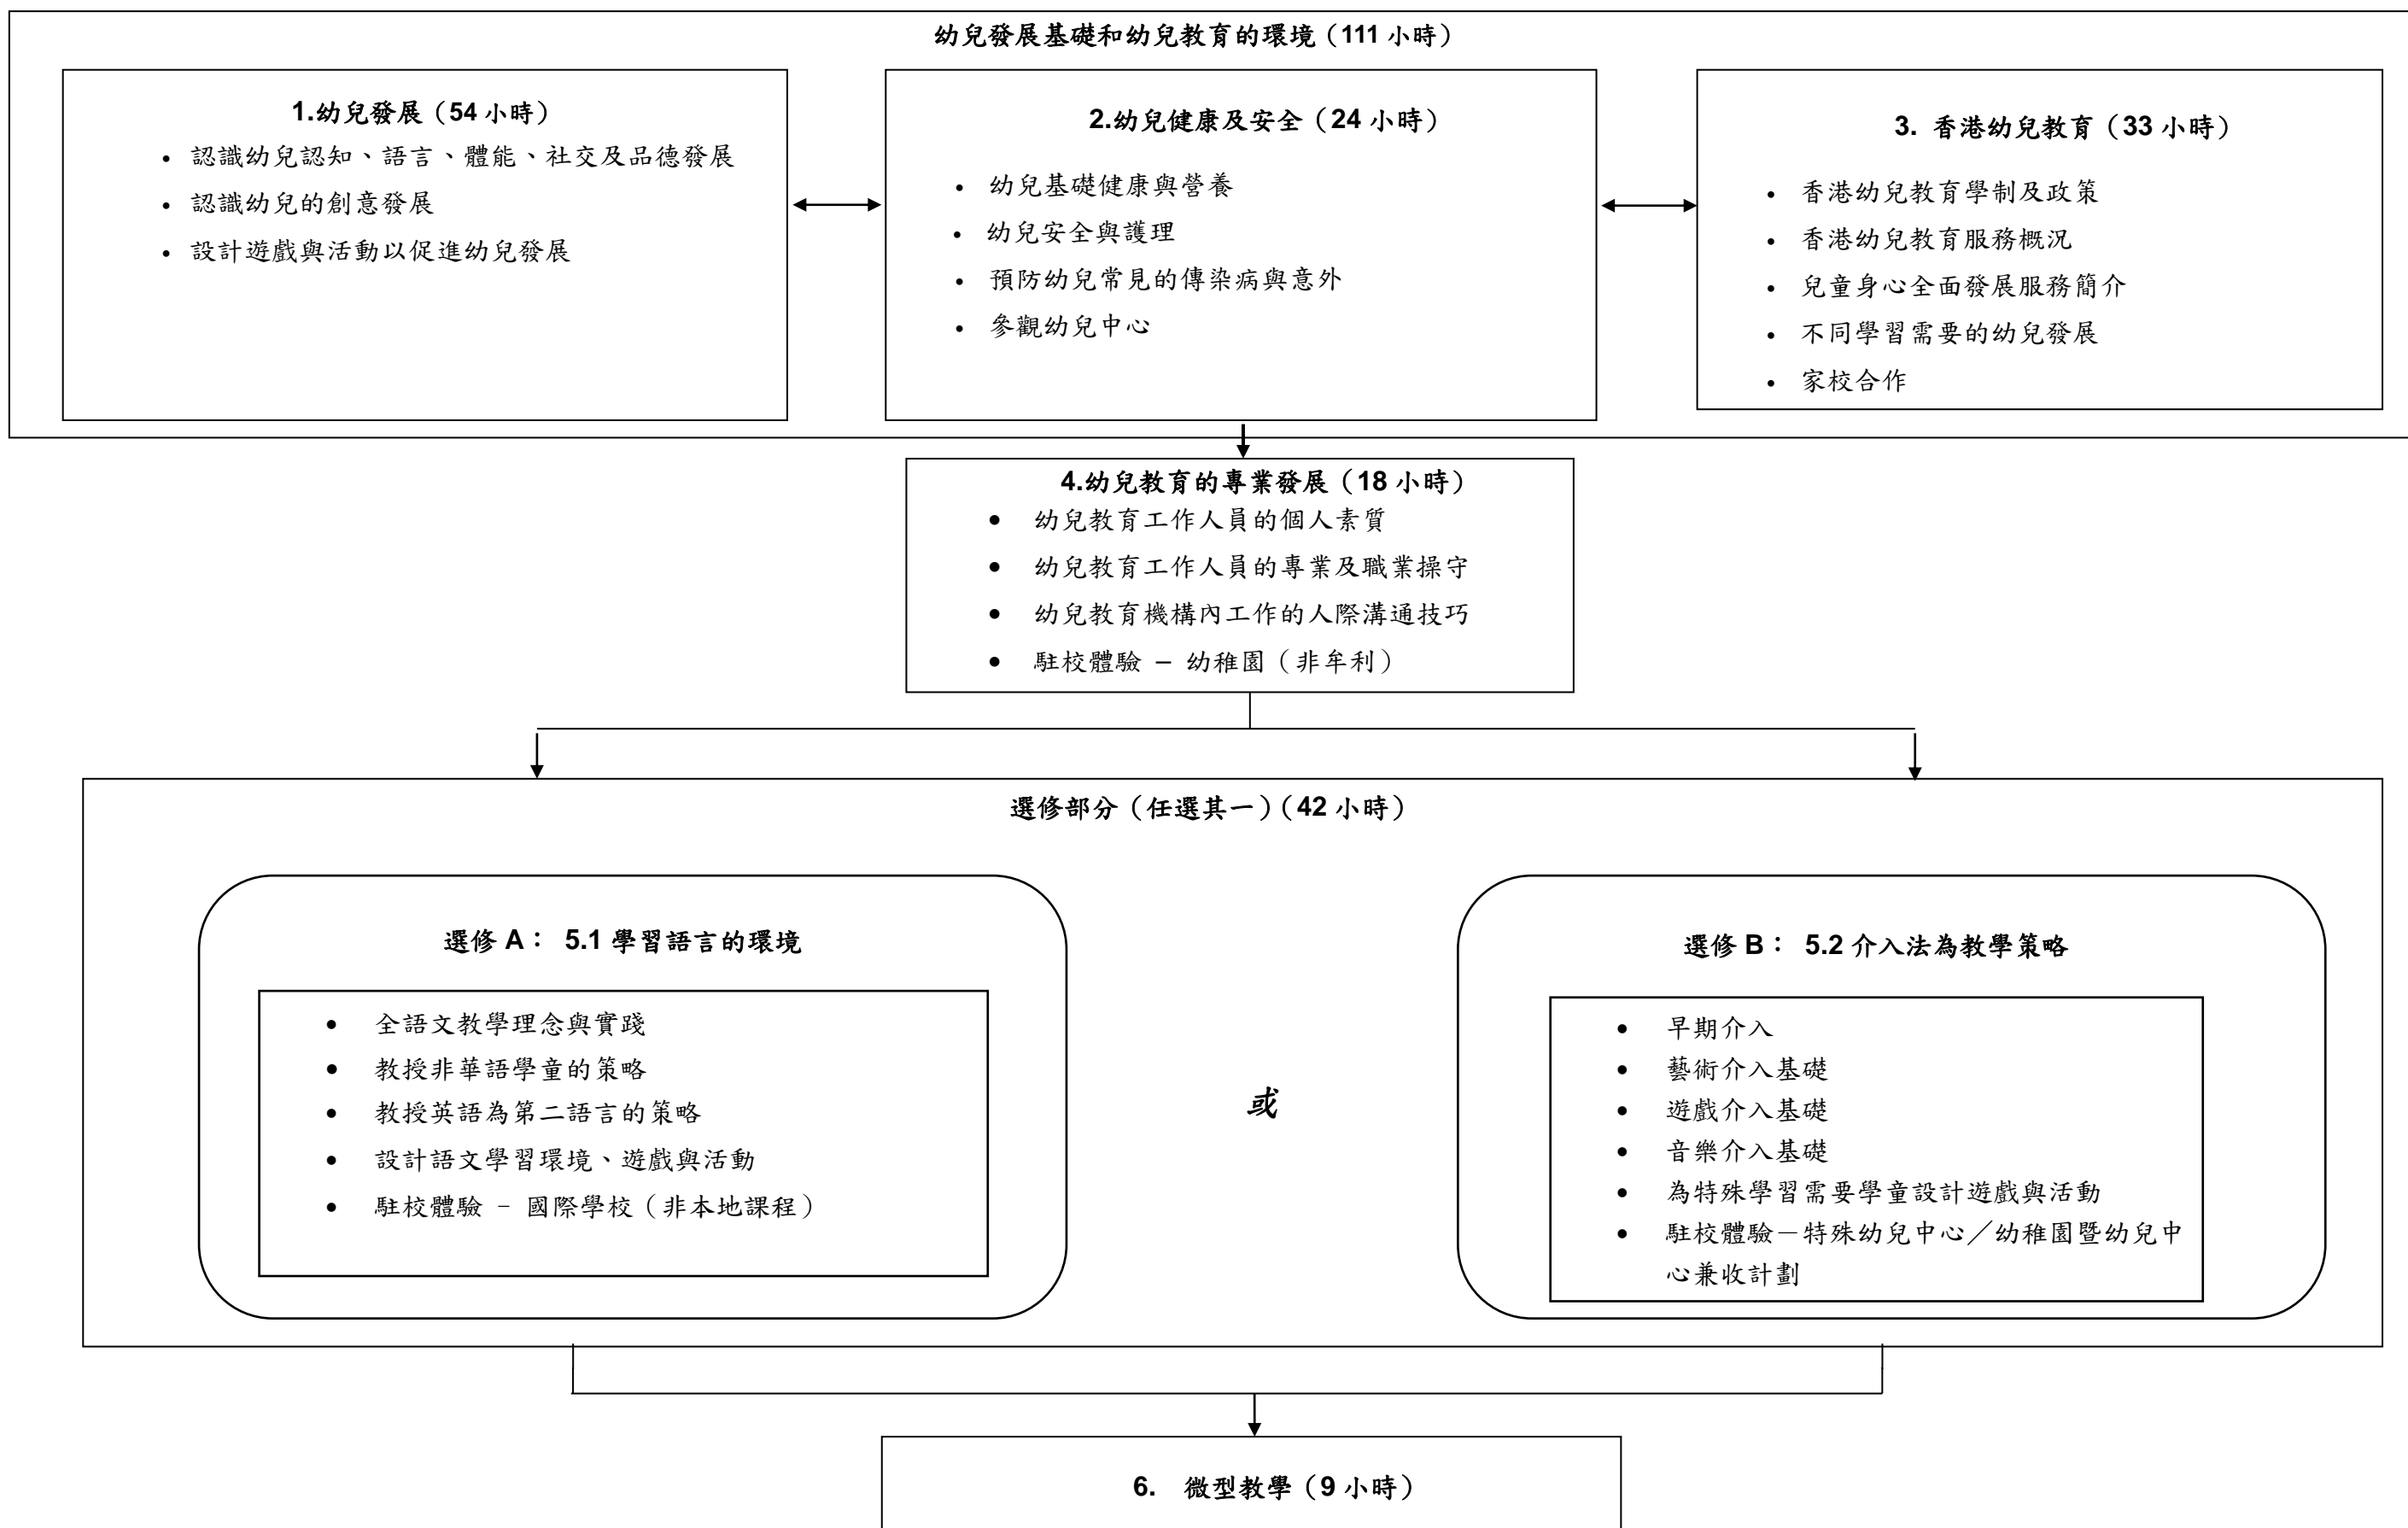 幼兒發展基礎和幼兒教育的環境（111 小時）
1.幼兒發展（54 小時）
• 認識幼兒認知、語言、體能、社交及品德發展
• 認識幼兒的創意發展
• 設計遊戲與活動以促進幼兒發展
2.幼兒健康及安全（24 小時）
• 幼兒基礎健康與營養
• 幼兒安全與護理
• 預防幼兒常見的傳染病與意外
• 參觀幼兒中心
3. 香港幼兒教育（33 小時）
• 香港幼兒教育學制及政策
• 香港幼兒教育服務概況
• 兒童身心全面發展服務簡介
• 不同學習需要的幼兒發展
• 家校合作
4.幼兒教育的專業發展（18 小時）
• 幼兒教育工作人員的個人素質
• 幼兒教育工作人員的專業及職業操守
• 幼兒教育機構內工作的人際溝通技巧
• 駐校體驗 – 幼稚園（非牟利）
選修部分（任選其一）（42 小時）
選修 A： 5.1 學習語言的環境
• 全語文教學理念與實踐
• 教授非華語學童的策略
• 教授英語為第二語言的策略
• 設計語文學習環境、遊戲與活動
• 駐校體驗 - 國際學校（非本地課程）
或
選修 B： 5.2 介入法為教學策略
• 早期介入
• 藝術介入基礎
• 遊戲介入基礎
• 音樂介入基礎
• 為特殊學習需要學童設計遊戲與活動
• 駐校體驗－特殊幼兒中心／幼稚園暨幼兒中
心兼收計劃
6. 微型教學（9 小時）